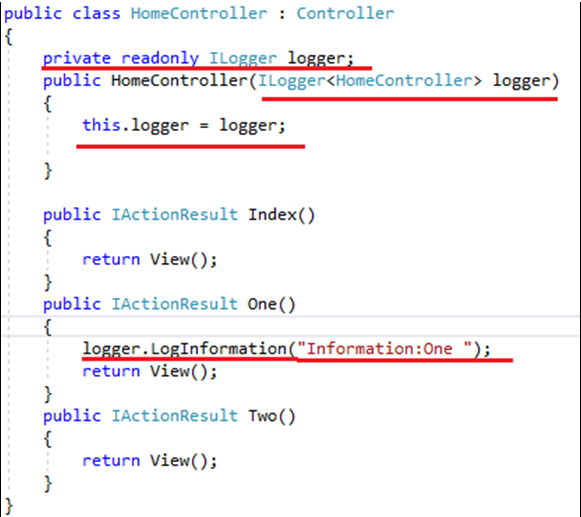 public class HomeController : Controller
{
private readonly ILogger logger;
public HomeController(ILogger<HomeController> logger)
{
this.logger = logger;
}
public IActionResult Index()
{
return View();
}
public IActionResult One()
{
logger.LogInformation("Information:One ");
return View();
}
public IActionResult Two()
{
return View();
}
}